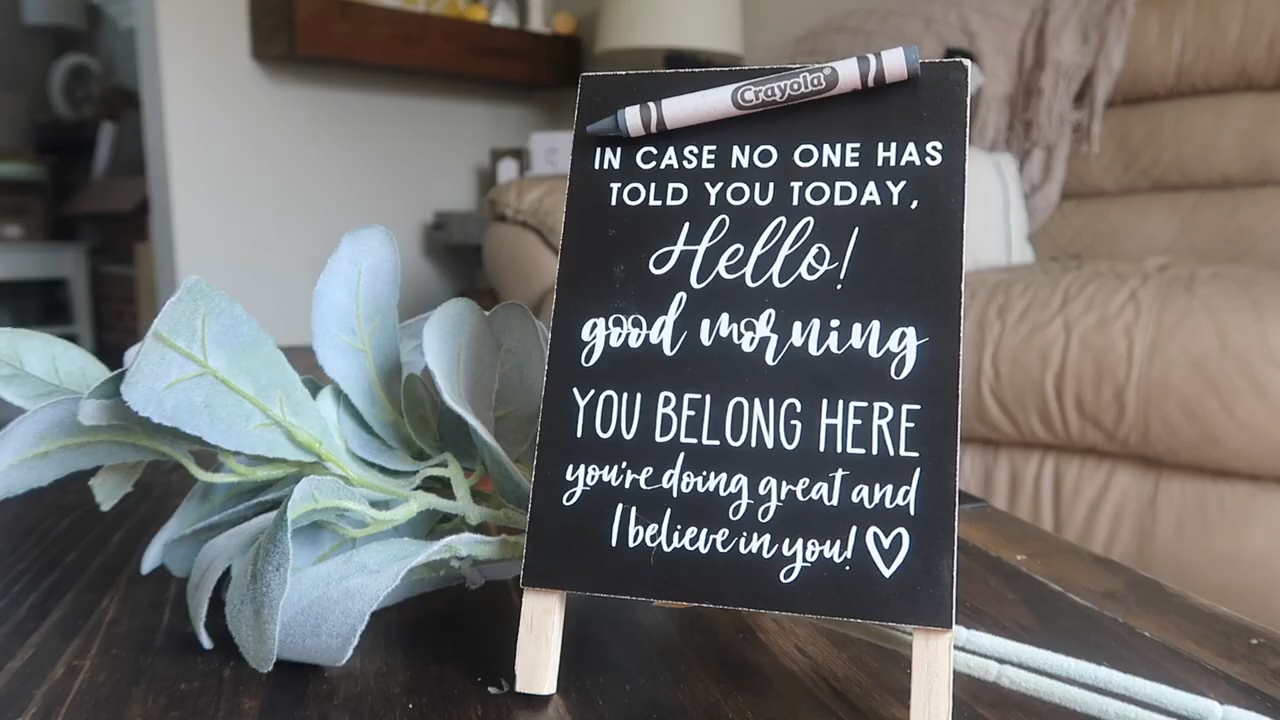 Crayola
IN CASE NO ONE HAS
TOLD YOU TODAY,
Hello!
good morning
YOU BELONG HERE
you're doing great and
I believe in you!